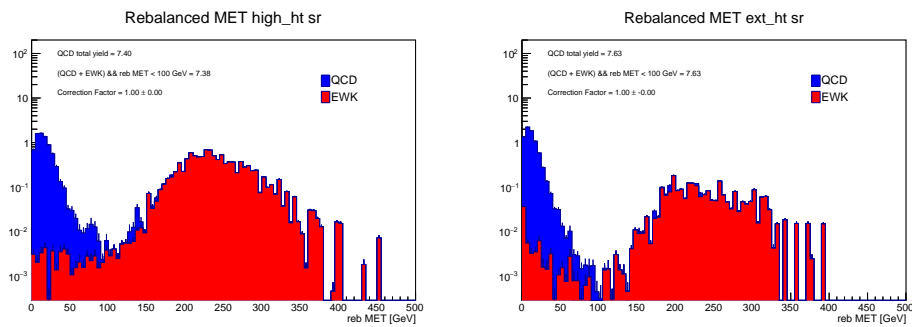 Rebalanced MET high_ht sr
QCD total yield = 7.40
(QCD + EWK) && reb MET < 100 GeV = 7.38
Correction Factor = 1.00 ± 0.00
QCD
EWK
10²
10
1
10⁻¹
10⁻²
10⁻³
0 50 100 150 200 250 300 350 400 450 500
reb MET [GeV]
Rebalanced MET ext_ht sr
QCD total yield = 7.63
(QCD + EWK) && reb MET < 100 GeV = 7.63
Correction Factor = 1.00 ± -0.00
QCD
EWK
10²
10
1
10⁻¹
10⁻²
10⁻³
0 50 100 150 200 250 300 350 400 450 500
reb MET [GeV]